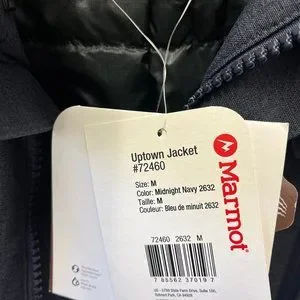 Uptown Jacket
#72460
Size: M
Color: Midnight Navy 2632
Taille: M
Couleur: Bleu de minuit 2632
72460 2632 M
7 85562 37019 7
Marmot